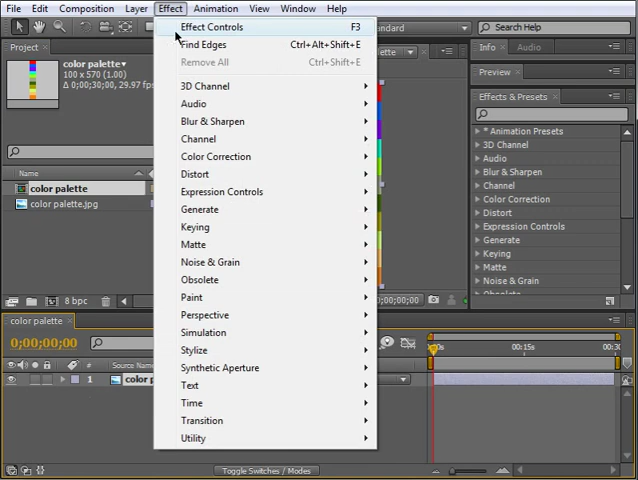 File Edit Composition Layer Effect Animation View Window Help
Search Help
Project
color palette
100 x 570 (1.00)
Δ 0;00;30;00, 29.97 fps
Name
color palette
color palette.jpg
8 bpc
Effect Controls F3
Find Edges Ctrl+Alt+Shift+E
Remove All Ctrl+Shift+E
3D Channel
Audio
Blur & Sharpen
Channel
Color Correction
Distort
Expression Controls
Generate
Keying
Matte
Noise & Grain
Obsolete
Paint
Perspective
Simulation
Stylize
Synthetic Aperture
Text
Time
Transition
Utility
Info Audio
Preview
Effects & Presets
* Animation Presets
3D Channel
Audio
Blur & Sharpen
Channel
Color Correction
Distort
Expression Controls
Generate
Keying
Matte
Noise & Grain
Obsolete
color palette
0;00;00;00
# Source Name
1 color p
00:15s
Toggle Switches / Modes